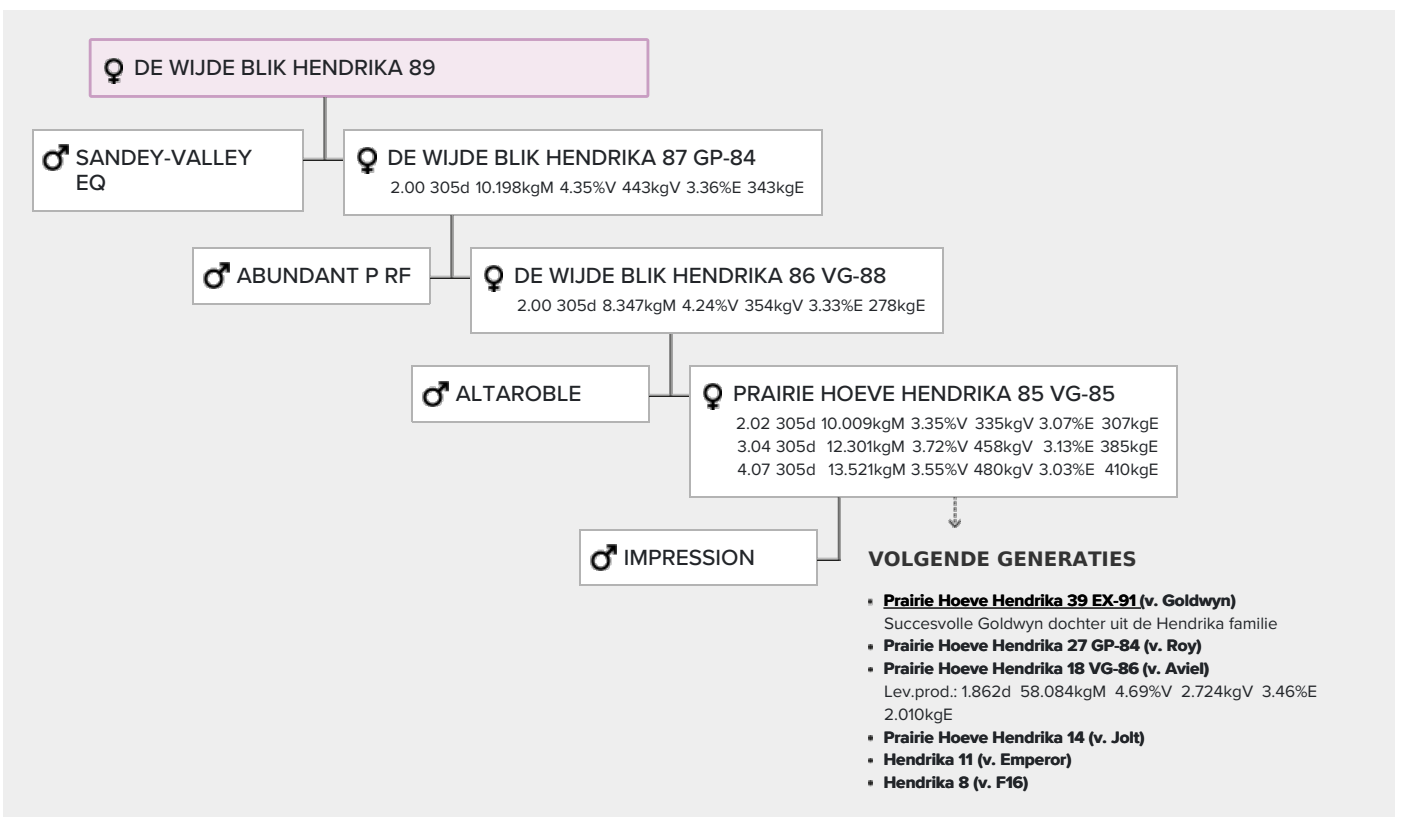 DE WIJDE BLIK HENDRIKA 89
SANDEY-VALLEY
EQ
DE WIJDE BLIK HENDRIKA 87 GP-84
2.00 305d 10.198kgM 4.35%V 443kgV 3.36%E 343kgE
ABUNDANT P RF
DE WIJDE BLIK HENDRIKA 86 VG-88
2.00 305d 8.347kgM 4.24%V 354kgV 3.33%E 278kgE
ALTAROBLE
PRAIRIE HOEVE HENDRIKA 85 VG-85
2.02 305d 10.009kgM 3.35%V 335kgV 3.07%E 307kgE
3.04 305d 12.301kgM 3.72%V 458kgV 3.13%E 385kgE
4.07 305d 13.521kgM 3.55%V 480kgV 3.03%E 410kgE
IMPRESSION
VOLGENDE GENERATIES
Prairie Hoeve Hendrika 39 EX-91 (v. Goldwyn)
Succesvolle Goldwyn dochter uit de Hendrika familie
Prairie Hoeve Hendrika 27 GP-84 (v. Roy)
Prairie Hoeve Hendrika 18 VG-86 (v. Aviel)
Lev.prod.: 1.862d 58.084kgM 4.69%V 2.724kgV 3.46%E
2.010kgE
Prairie Hoeve Hendrika 14 (v. Jolt)
Hendrika 11 (v. Emperor)
Hendrika 8 (v. F16)